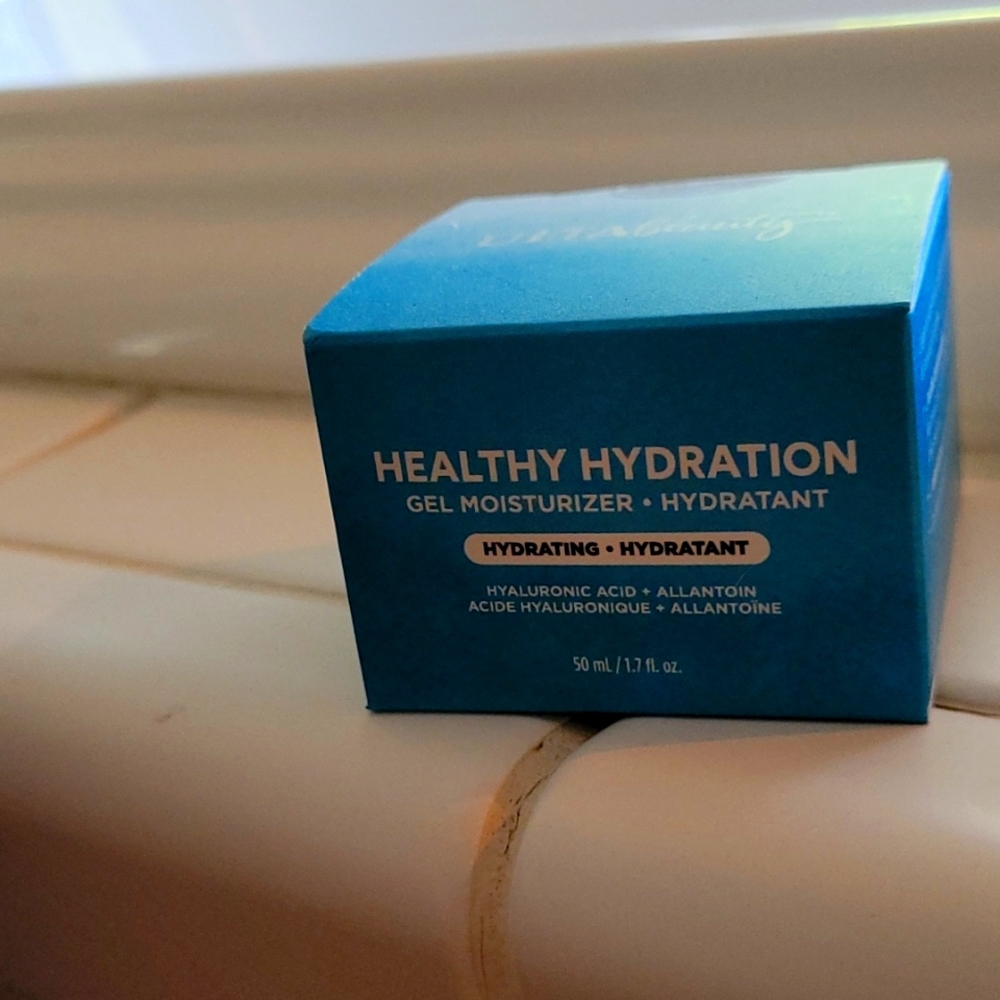 VITAbeauty
HEALTHY HYDRATION
GEL MOISTURIZER • HYDRATANT
HYDRATING • HYDRATANT
HYALURONIC ACID + ALLANTOIN
ACIDE HYALURONIQUE + ALLANTOÏNE
50 mL / 1.7 fl. oz.